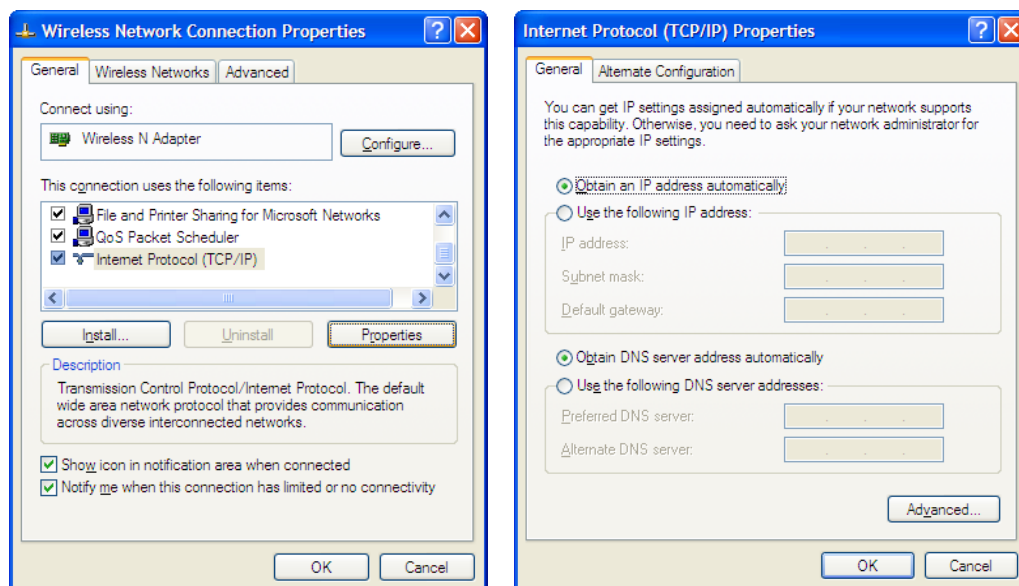 Wireless Network Connection Properties
General Wireless Networks Advanced
Connect using:
Wireless N Adapter
Configure...
This connection uses the following items:
File and Printer Sharing for Microsoft Networks
QoS Packet Scheduler
Internet Protocol (TCP/IP)
Install... Uninstall Properties
Description
Transmission Control Protocol/Internet Protocol. The default
wide area network protocol that provides communication
across diverse interconnected networks.
Show icon in notification area when connected
Notify me when this connection has limited or no connectivity
OK Cancel
Internet Protocol (TCP/IP) Properties
General Alternate Configuration
You can get IP settings assigned automatically if your network supports
this capability. Otherwise, you need to ask your network administrator for
the appropriate IP settings.
Obtain an IP address automatically
Use the following IP address:
IP address:
Subnet mask:
Default gateway:
Obtain DNS server address automatically
Use the following DNS server addresses:
Preferred DNS server:
Alternate DNS server:
Advanced...
OK Cancel